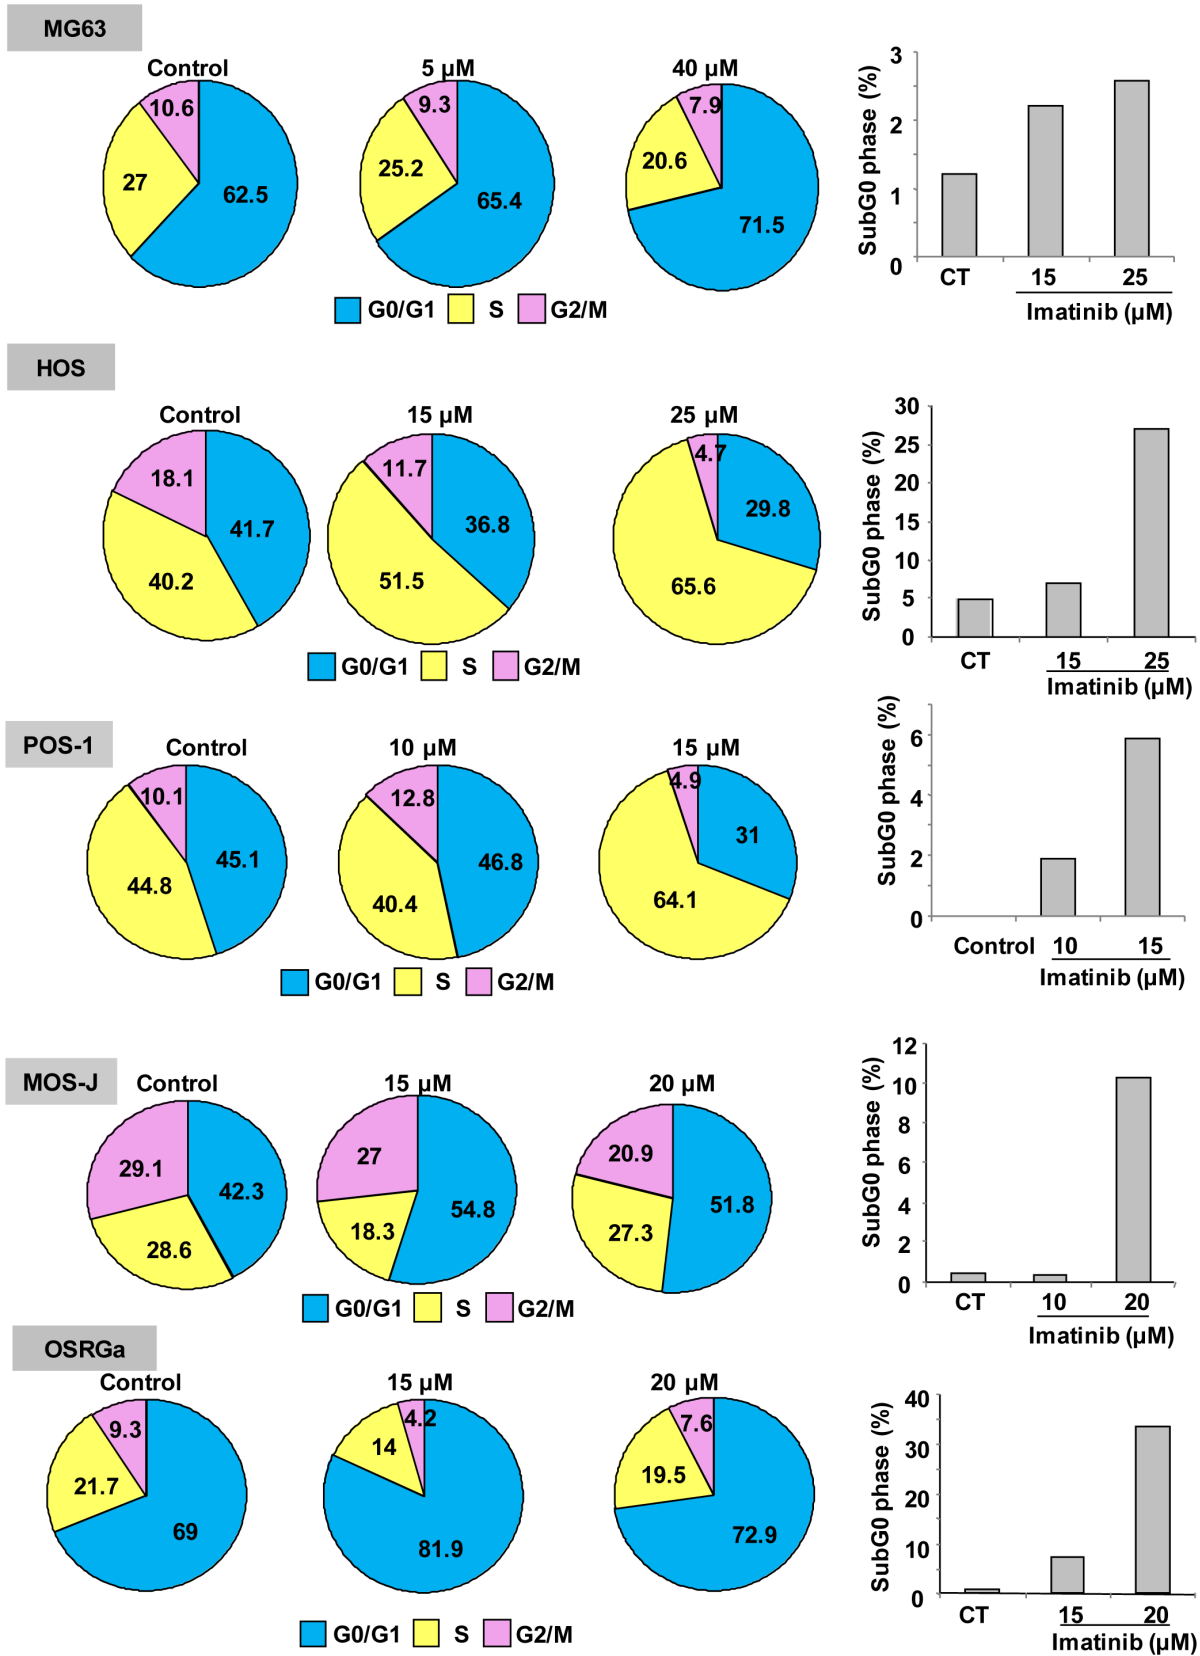 MG63
Control
5 µM
40 µM
10.6
27
62.5
9.3
25.2
65.4
7.9
20.6
71.5
G0/G1 S G2/M
SubG0 phase (%)
3
2
1
0
CT 15 25
Imatinib (µM)
HOS
Control
15 µM
25 µM
18.1
41.7
40.2
11.7
36.8
51.5
4.7
29.8
65.6
G0/G1 S G2/M
SubG0 phase (%)
30
25
20
15
10
5
0
CT 15 25
Imatinib (µM)
POS-1
Control
10 µM
15 µM
10.1
45.1
44.8
12.8
46.8
40.4
4.9
31
64.1
G0/G1 S G2/M
SubG0 phase (%)
6
4
2
0
Control 10 15
Imatinib (µM)
MOS-J
Control
15 µM
20 µM
29.1
42.3
28.6
27
54.8
18.3
20.9
51.8
27.3
G0/G1 S G2/M
SubG0 phase (%)
12
10
8
6
4
2
0
CT 10 20
Imatinib (µM)
OSRGa
Control
15 µM
20 µM
9.3
21.7
69
4.2
14
81.9
7.6
19.5
72.9
G0/G1 S G2/M
SubG0 phase (%)
40
30
20
10
0
CT 15 20
Imatinib (µM)